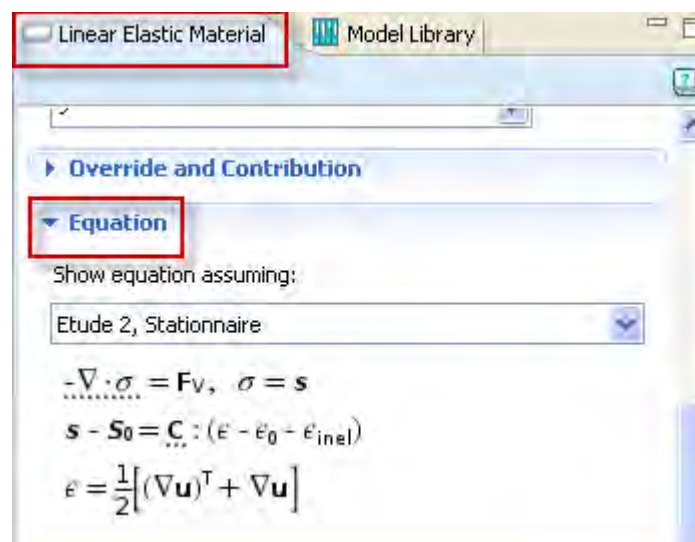 Linear Elastic Material Model Library
Override and Contribution
Equation
Show equation assuming:
Etude 2, Stationnaire
-∇ · σ = Fv, σ = s
s - S₀ = C : (ϵ - ϵ₀ - ϵ_inel)
ϵ = ½[(∇u)ᵀ + ∇u]